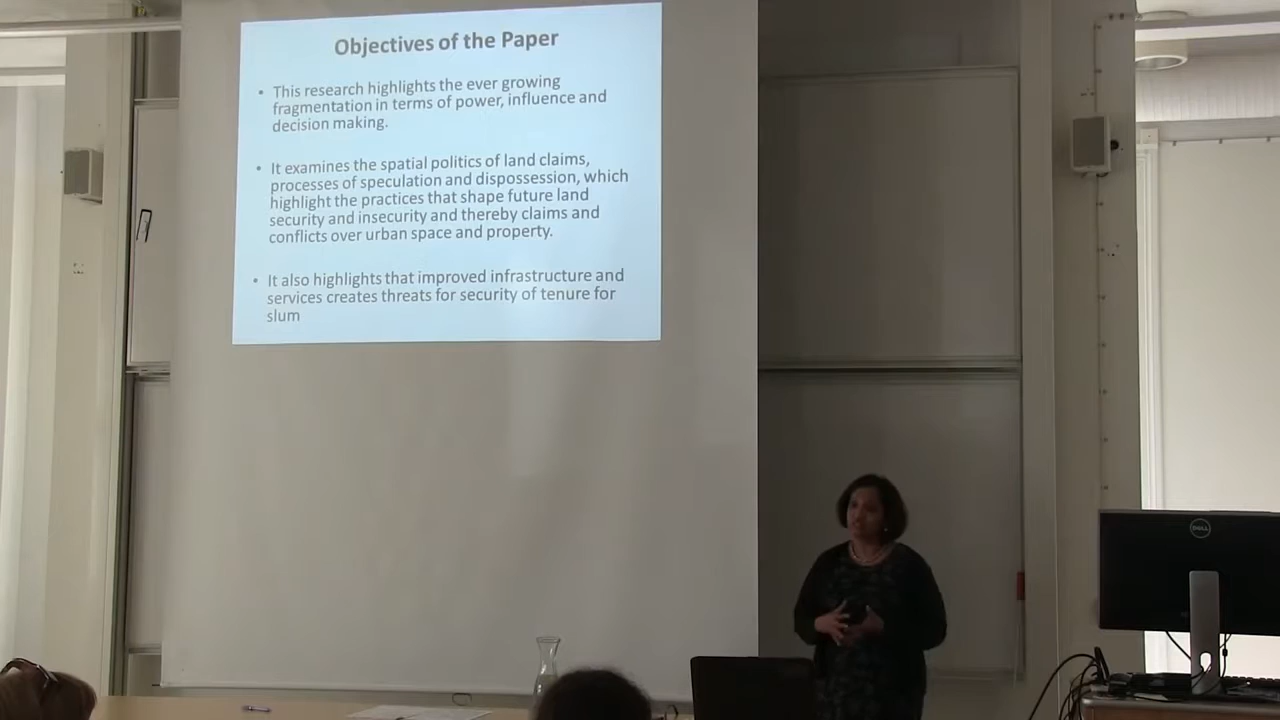 Objectives of the Paper
• This research highlights the ever growing
fragmentation in terms of power, influence and
decision making.
• It examines the spatial politics of land claims,
processes of speculation and dispossession, which
highlight the practices that shape future land
security and insecurity and thereby claims and
conflicts over urban space and property.
• It also highlights that improved infrastructure and
services creates threats for security of tenure for
slum
DELL